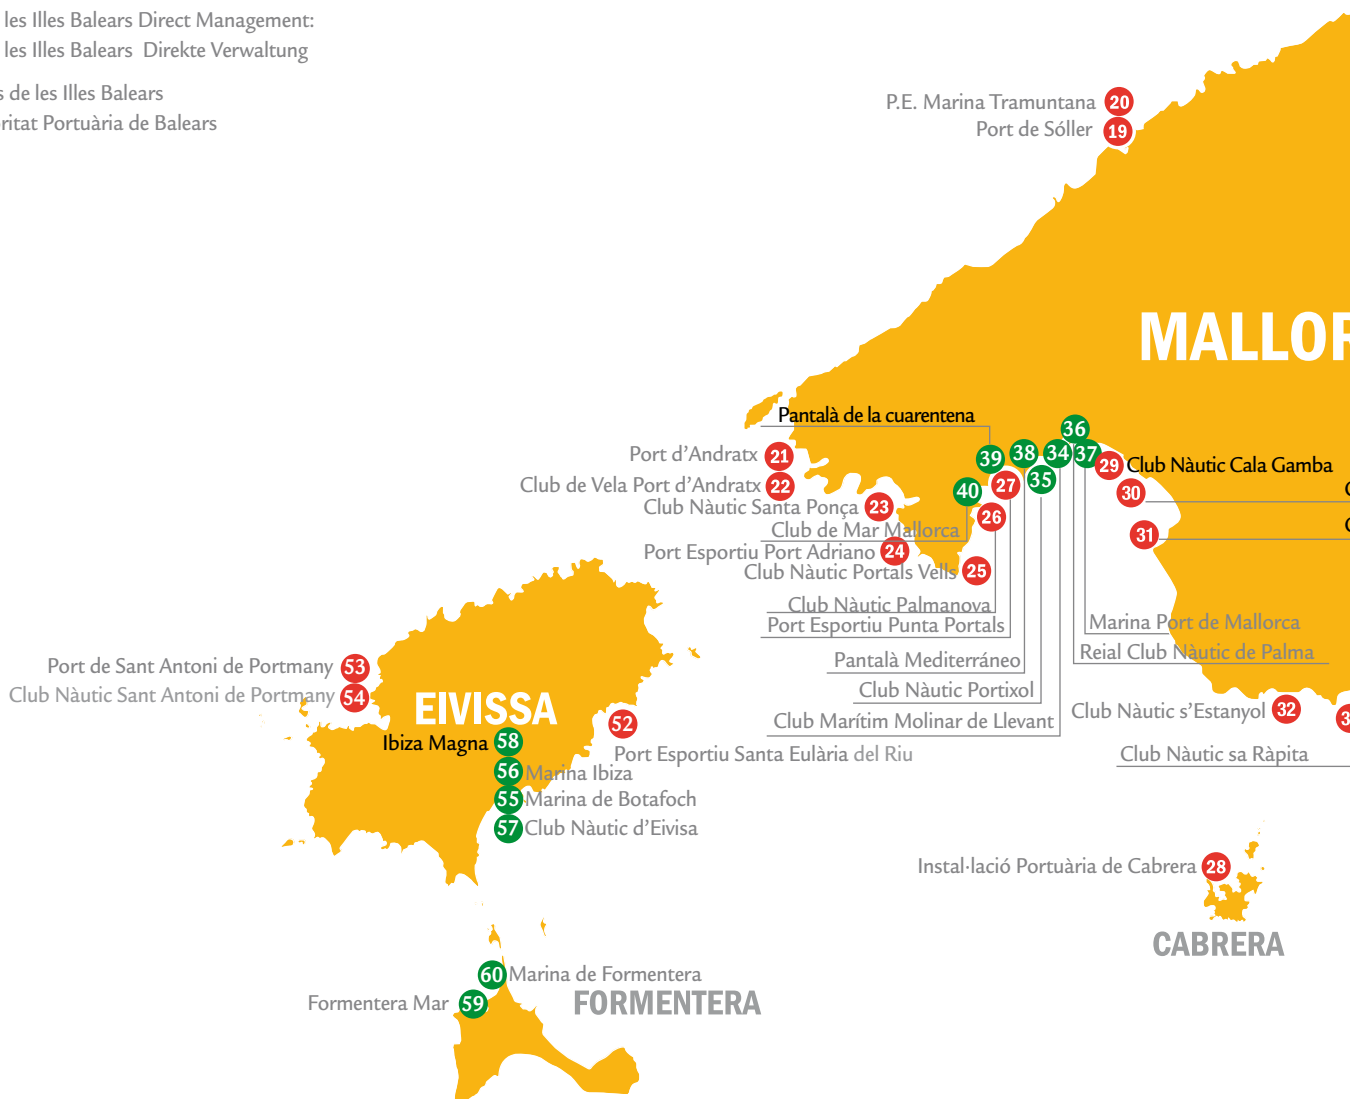 les Illes Balears Direct Management:
les Illes Balears Direkte Verwaltung
s de les Illes Balears
ritat Portuària de Balears
P.E. Marina Tramuntana 20
Port de Sóller 19
MALLOR
Pantalà de la cuarentena
36
39 38 34 37
35
40 27
26
Port d'Andratx 21
Club de Vela Port d'Andratx 22
29 Club Nàutic Cala Gamba
30
31
Club Nàutic Santa Ponça 23
Club de Mar Mallorca
Port Esportiu Port Adriano 24
Club Nàutic Portals Vells 25
Club Nàutic Palmanova
Port Esportiu Punta Portals
Marina Port de Mallorca
Reial Club Nàutic de Palma
Pantalà Mediterráneo
Club Nàutic Portixol
Club Marítim Molinar de Llevant
Club Nàutic s'Estanyol 32
3
Club Nàutic sa Ràpita
Port de Sant Antoni de Portmany 53
Club Nàutic Sant Antoni de Portmany 54
EIVISSA
52
Port Esportiu Santa Eulària del Riu
Ibiza Magna 58
56 Marina Ibiza
55 Marina de Botafoch
57 Club Nàutic d'Eivisa
Instal·lació Portuària de Cabrera 28
CABRERA
60 Marina de Formentera
Formentera Mar 59
FORMENTERA